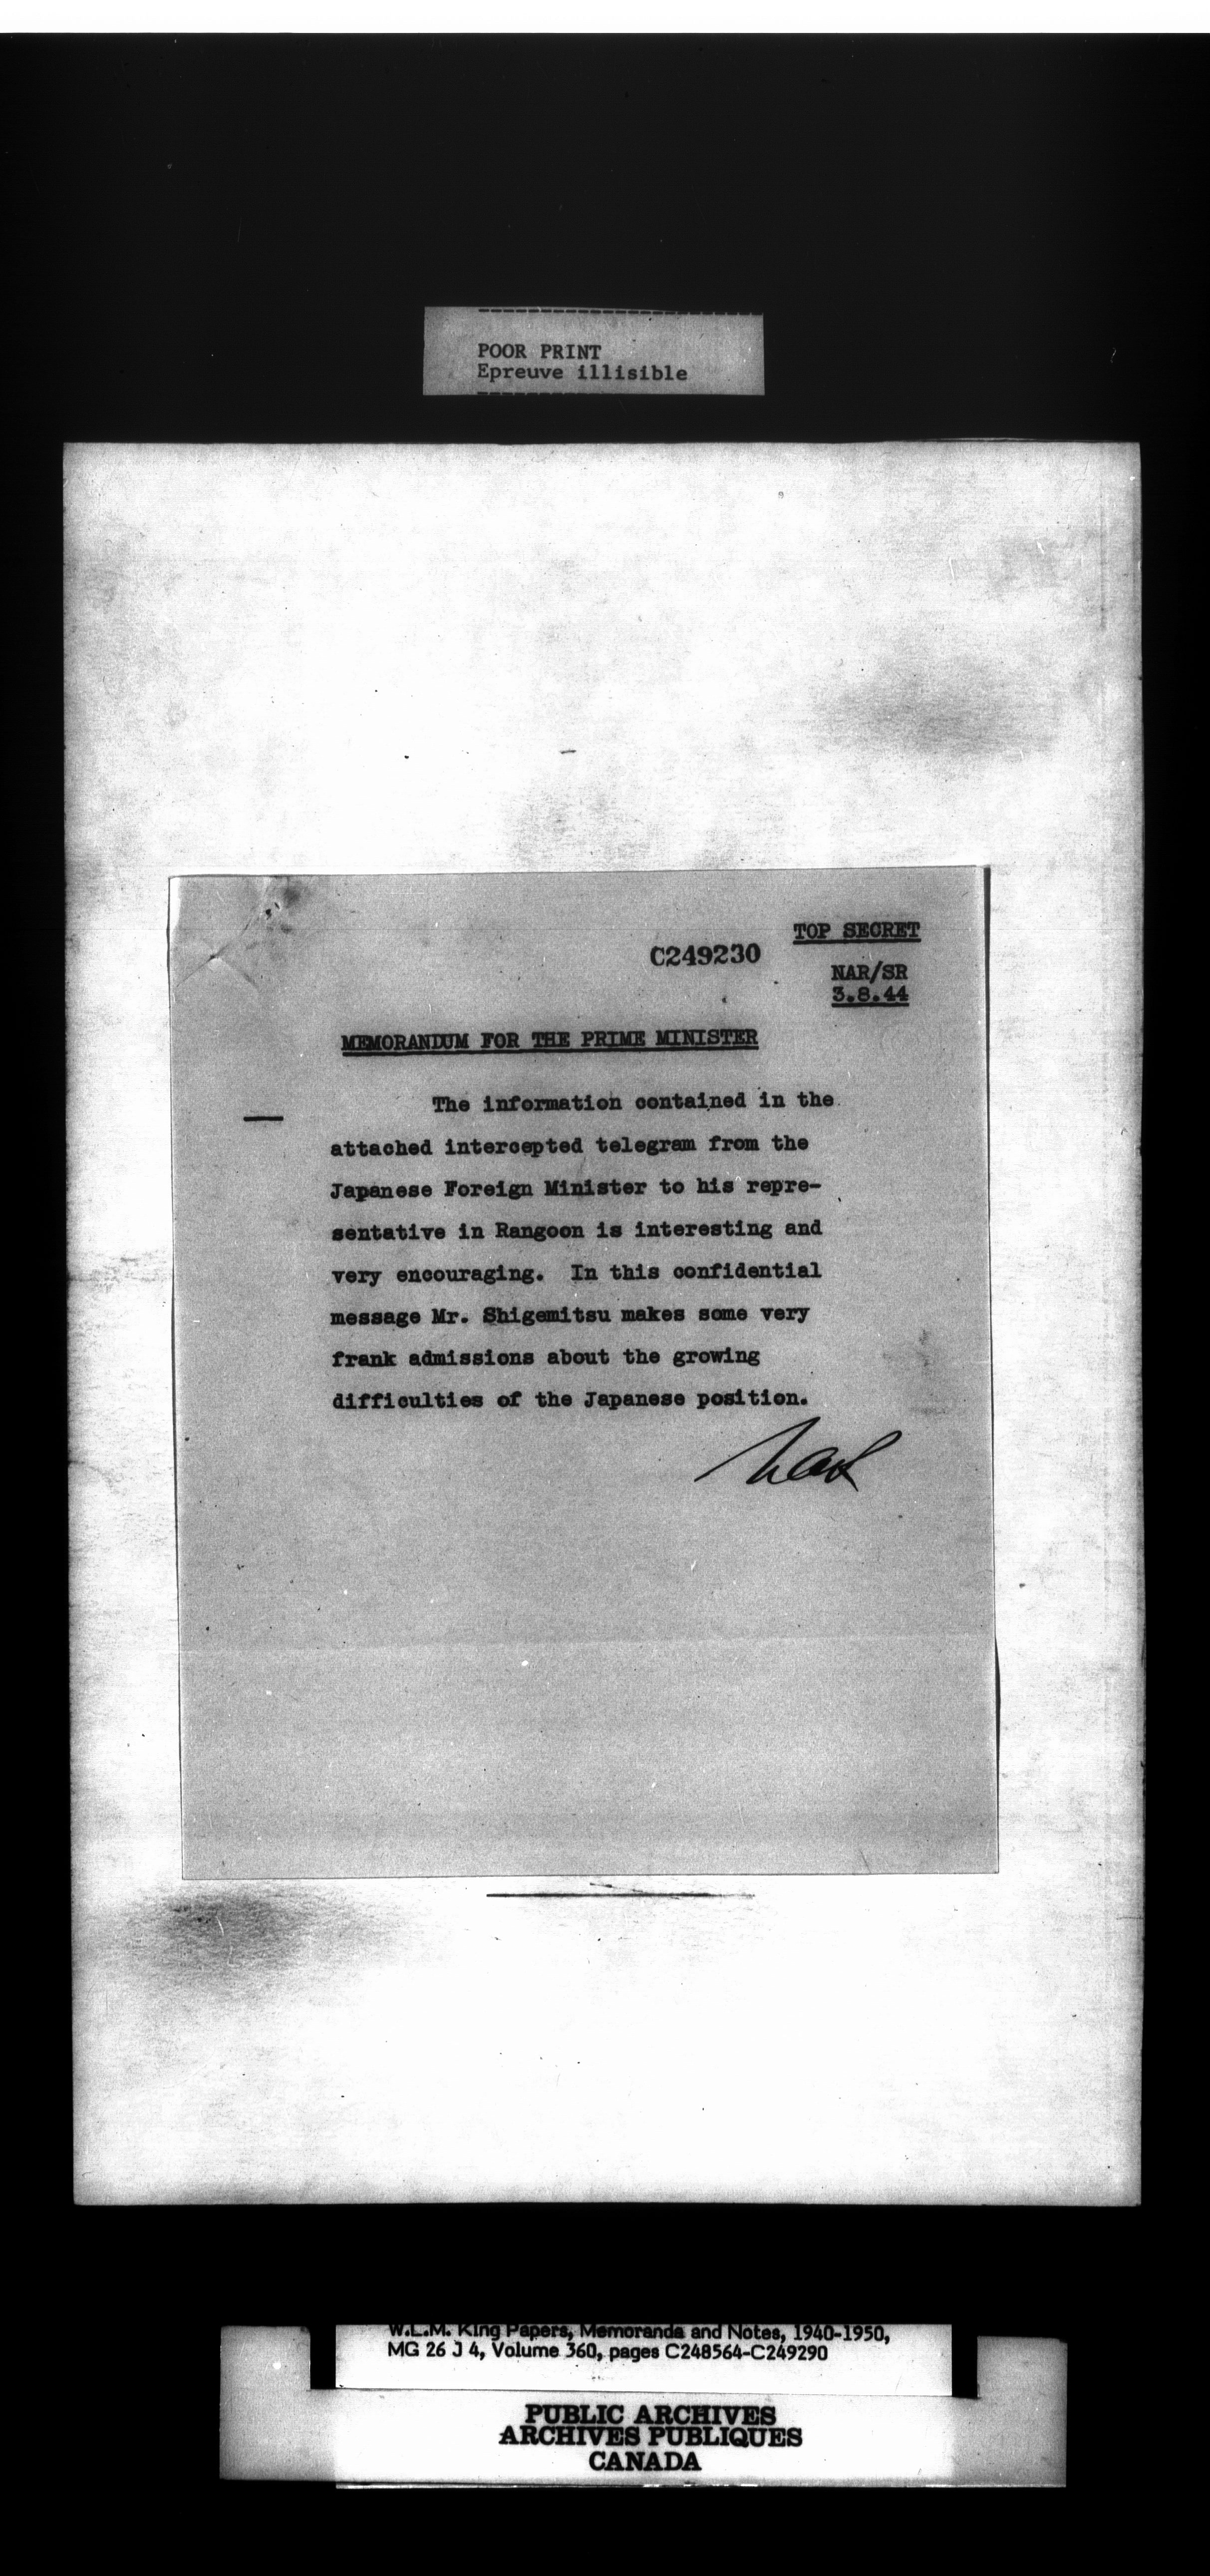 POOR PRINT
Epreuve illisible
TOP SECRET
C249230
NAR/SR
3.8.44
MEMORANDUM FOR THE PRIME MINISTER
The information contained in the
attached intercepted telegram from the
Japanese Foreign Minister to his repre-
sentative in Rangoon is interesting and
very encouraging. In this confidential
message Mr. Shigemitsu makes some very
frank admissions about the growing
difficulties of the Japanese position.
NAR
W.L.M. King Papers, Memoranda and Notes, 1940-1950,
MG 26 J 4, Volume 360, pages C248564-C249290
PUBLIC ARCHIVES
ARCHIVES PUBLIQUES
CANADA